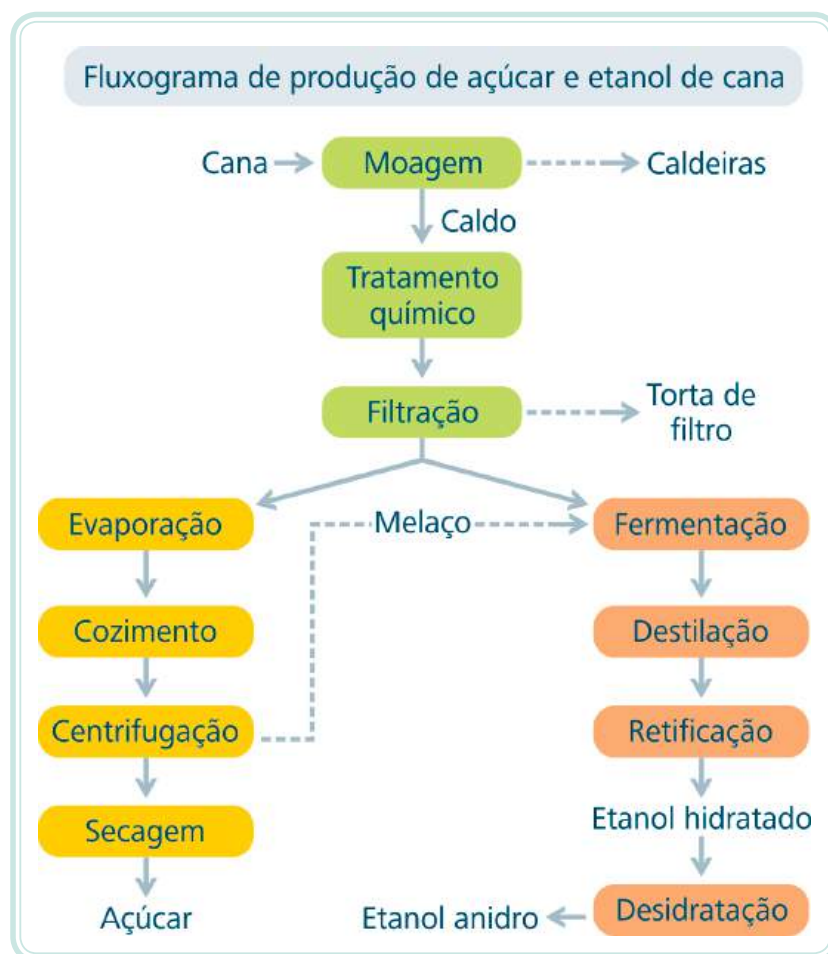 Fluxograma de produção de açúcar e etanol de cana
Cana
Moagem
Caldeiras
Caldo
Tratamento
químico
Filtração
Torta de
filtro
Evaporação
Melaço
Fermentação
Cozimento
Destilação
Centrifugação
Retificação
Secagem
Etanol hidratado
Açúcar
Etanol anidro
Desidratação